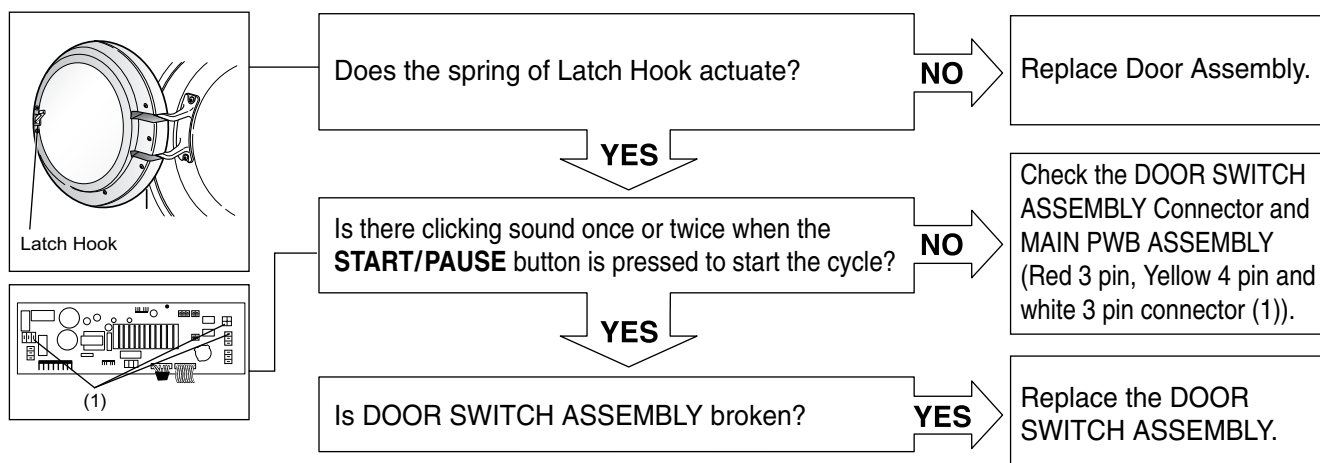 Does the spring of Latch Hook actuate?
NO
Replace Door Assembly.
Latch Hook
YES
Is there clicking sound once or twice when the
START/PAUSE button is pressed to start the cycle?
NO
Check the DOOR SWITCH
ASSEMBLY Connector and
MAIN PWB ASSEMBLY
(Red 3 pin, Yellow 4 pin and
white 3 pin connector (1)).
(1)
YES
Is DOOR SWITCH ASSEMBLY broken?
YES
Replace the DOOR
SWITCH ASSEMBLY.